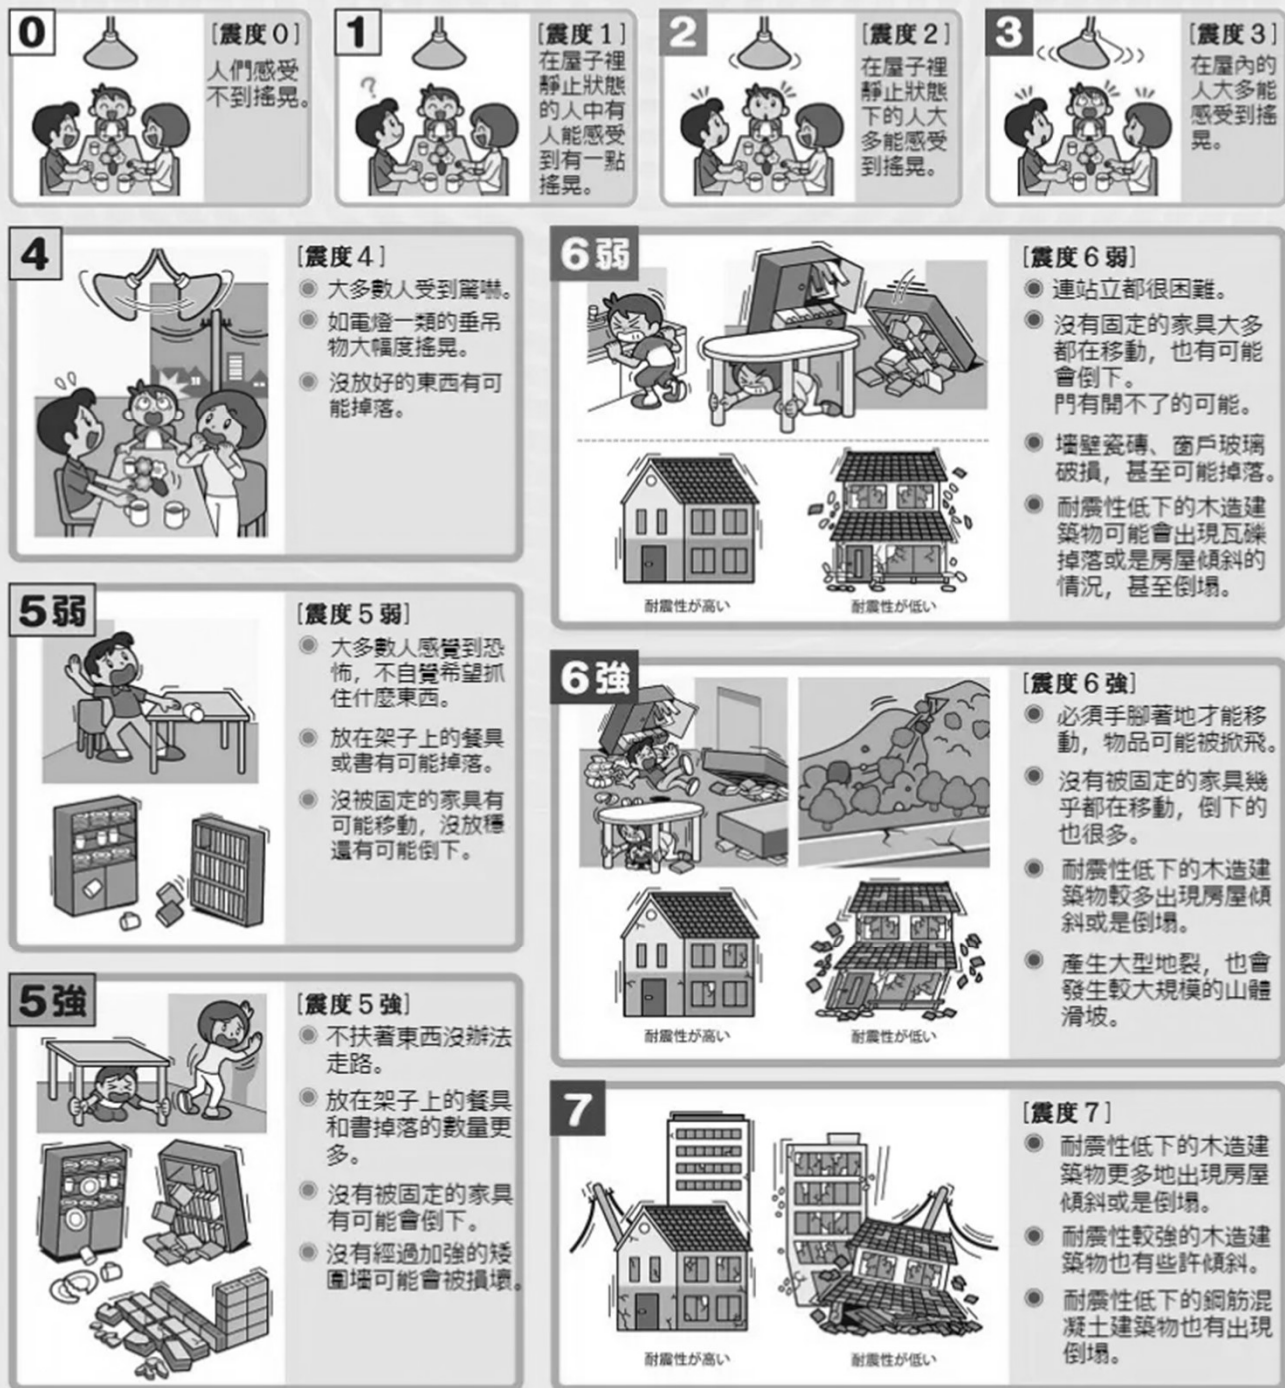 0
[震度0]
人們感受
不到搖晃。
1
?
[震度1]
在屋子裡
靜止狀態
的人中有
人能感受
到有一點
搖晃。
2
[震度2]
在屋子裡
靜止狀態
下的人大
多能感受
到搖晃。
3
[震度3]
在屋內的
人大多能
感受到搖
晃。
4
[震度4]
大多數人受到驚嚇。
如電燈一類的垂吊
物大幅度搖晃。
沒放好的東西有可
能掉落。
5弱
[震度5弱]
大多數人感覺到恐
怖，不自覺希望抓
住什麼東西。
放在架子上的餐具
或書有可能掉落。
沒被固定的家具有
可能移動，沒放穩
還有可能倒下。
5強
[震度5強]
不扶著東西沒辦法
走路。
放在架子上的餐具
和書掉落的數量更
多。
沒有被固定的家具
有可能會倒下。
沒有經過加強的矮
圍墻可能會被損壞。
6弱
[震度6弱]
連站立都很困難。
沒有固定的家具大多
都在移動，也有可能
會倒下。
門有開不了的可能。
墻壁瓷磚、窗戶玻璃
破損，甚至可能掉落。
耐震性低下的木造建
築物可能會出現瓦礫
掉落或是房屋傾斜的
情況，甚至倒塌。
耐震性が高い
耐震性が低い
6強
[震度6強]
必須手腳著地才能移
動，物品可能被掀飛。
沒有被固定的家具幾
乎都在移動，倒下的
也很多。
耐震性低下的木造建
築物較多出現房屋傾
斜或是倒塌。
產生大型地裂，也會
發生較大規模的山體
滑坡。
耐震性が高い
耐震性が低い
7
[震度7]
耐震性低下的木造建
築物更多地出現房屋
傾斜或是倒塌。
耐震性較強的木造建
築物也有些許傾斜。
耐震性低下的鋼筋混
凝土建築物也有出現
倒塌。
耐震性が高い
耐震性が低い